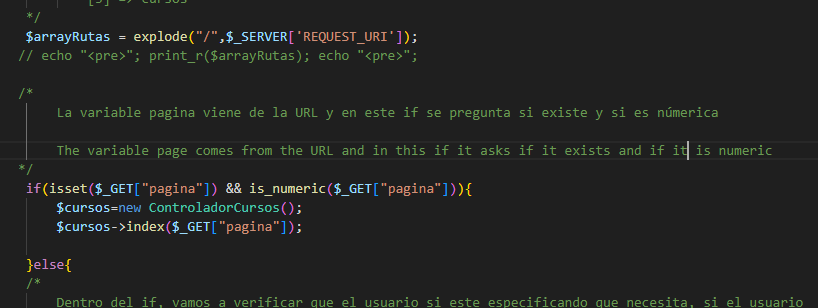 [5] => cursos
*/
$arrayRutas = explode("/",$_SERVER['REQUEST_URI']);
// echo "<pre>"; print_r($arrayRutas); echo "<pre>";
/*
La variable pagina viene de la URL y en este if se pregunta si existe y si es númerica
The variable page comes from the URL and in this if it asks if it exists and if it is numeric
*/
if(isset($_GET["pagina"]) && is_numeric($_GET["pagina"])){
$cursos=new ControladorCursos();
$cursos->index($_GET["pagina"]);
}else{
/*
Dentro del if, vamos a verificar que el usuario si este especificando que necesita, si el usuario